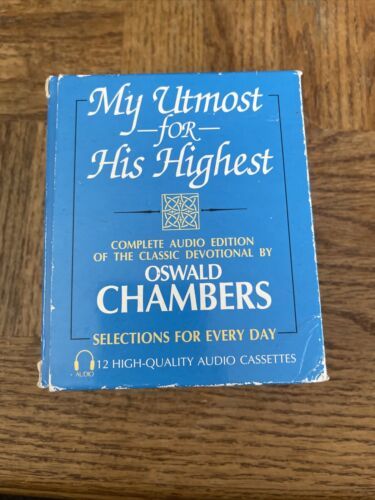 My Utmost
—FOR—
His Highest
COMPLETE AUDIO EDITION
OF THE CLASSIC DEVOTIONAL BY
OSWALD
CHAMBERS
SELECTIONS FOR EVERY DAY
AUDIO
12 HIGH-QUALITY AUDIO CASSETTES